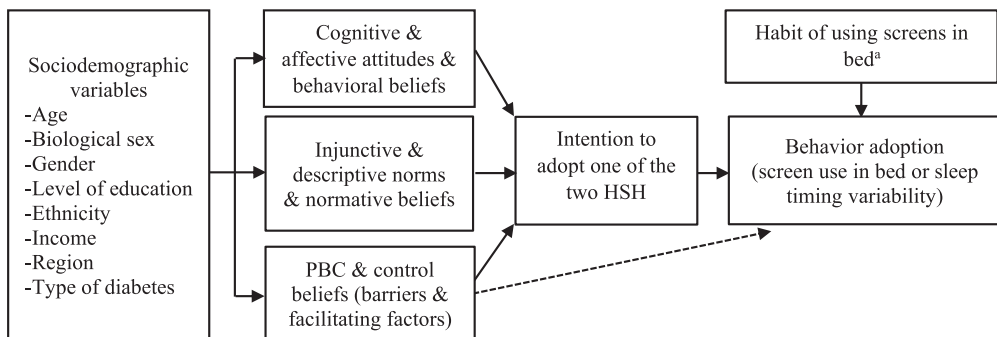 Sociodemographic
variables
-Age
-Biological sex
-Gender
-Level of education
-Ethnicity
-Income
-Region
-Type of diabetes
Cognitive &
affective attitudes &
behavioral beliefs
Injunctive &
descriptive norms
& normative beliefs
PBC & control
beliefs (barriers &
facilitating factors)
Intention to
adopt one of the
two HSH
Habit of using screens in
bedᵃ
Behavior adoption
(screen use in bed or sleep
timing variability)